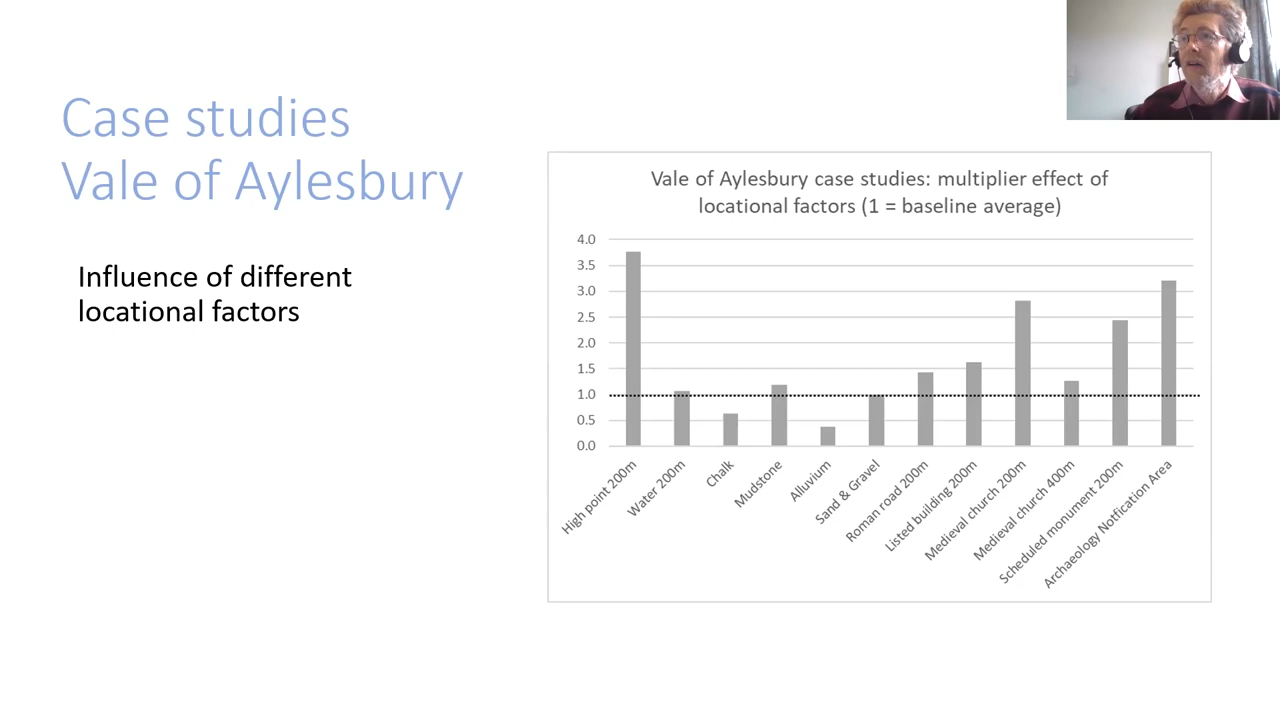 Case studies
Vale of Aylesbury
Influence of different
locational factors
Vale of Aylesbury case studies: multiplier effect of
locational factors (1 = baseline average)
4.0
3.5
3.0
2.5
2.0
1.5
1.0
0.5
0.0
High point 200m
Water 200m
Chalk
Mudstone
Alluvium
Sand & Gravel
Roman road 200m
Listed building 200m
Medieval church 200m
Medieval church 400m
Scheduled monument 200m
Archaeology Notfication Area